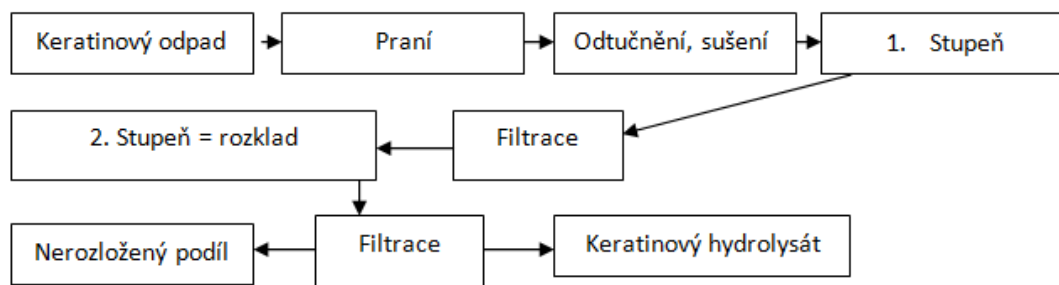 Keratinový odpad
Praní
Odtučnění, sušení
1. Stupeň
2. Stupeň = rozklad
Filtrace
Nerozložený podíl
Filtrace
Keratinový hydrolysát